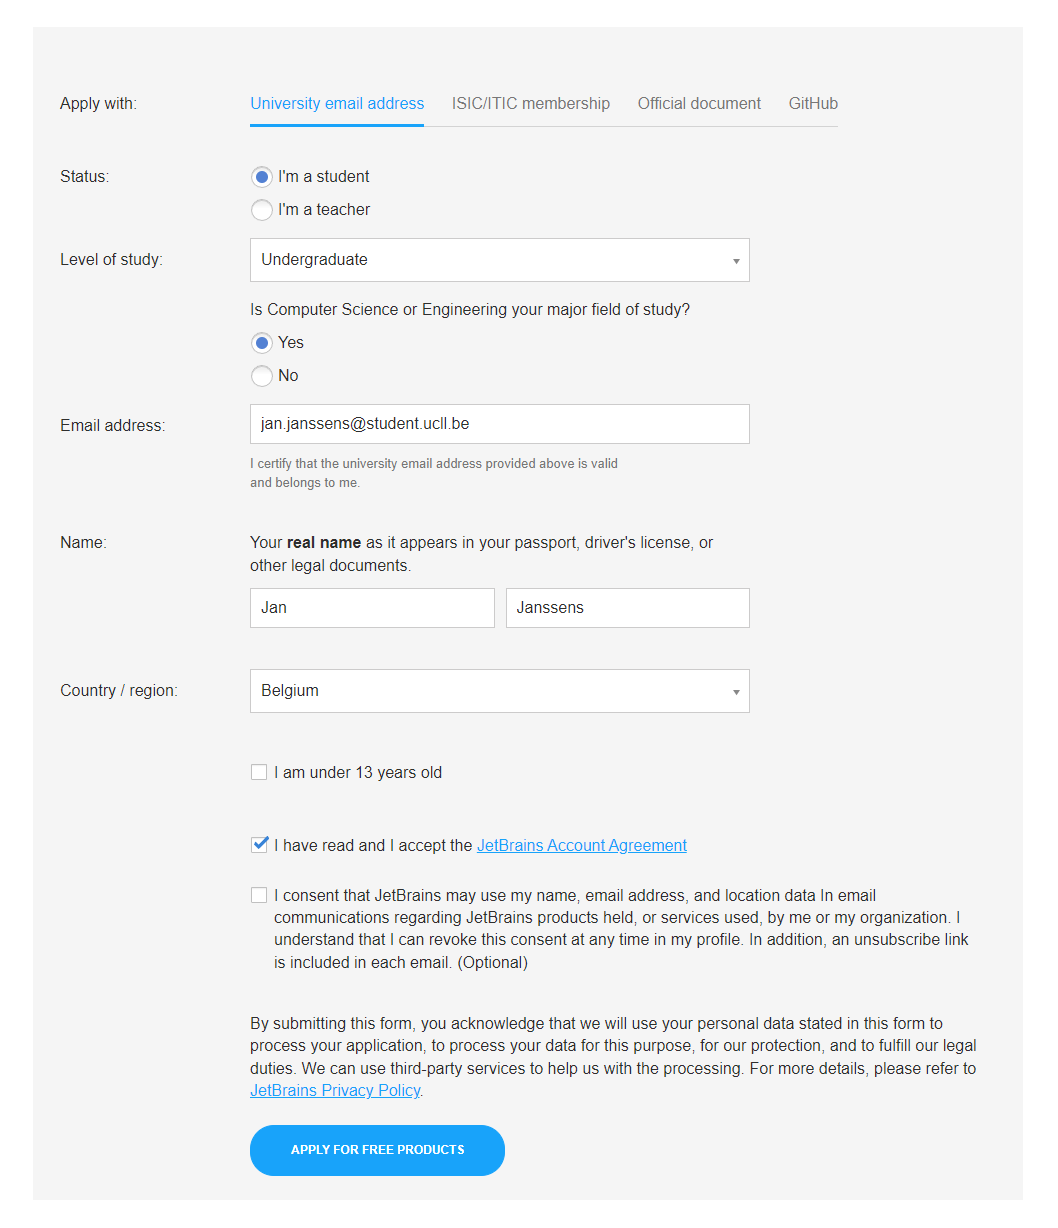 Apply with: University email address ISIC/ITIC membership Official document GitHub
Status: I'm a student
I'm a teacher
Level of study: Undergraduate
Is Computer Science or Engineering your major field of study?
Yes
No
Email address: jan.janssens@student.ucll.be
I certify that the university email address provided above is valid
and belongs to me.
Name: Your real name as it appears in your passport, driver's license, or
other legal documents.
Jan Janssens
Country / region: Belgium
I am under 13 years old
I have read and I accept the JetBrains Account Agreement
I consent that JetBrains may use my name, email address, and location data In email
communications regarding JetBrains products held, or services used, by me or my organization. I
understand that I can revoke this consent at any time in my profile. In addition, an unsubscribe link
is included in each email. (Optional)
By submitting this form, you acknowledge that we will use your personal data stated in this form to
process your application, to process your data for this purpose, for our protection, and to fulfill our legal
duties. We can use third-party services to help us with the processing. For more details, please refer to
JetBrains Privacy Policy.
APPLY FOR FREE PRODUCTS